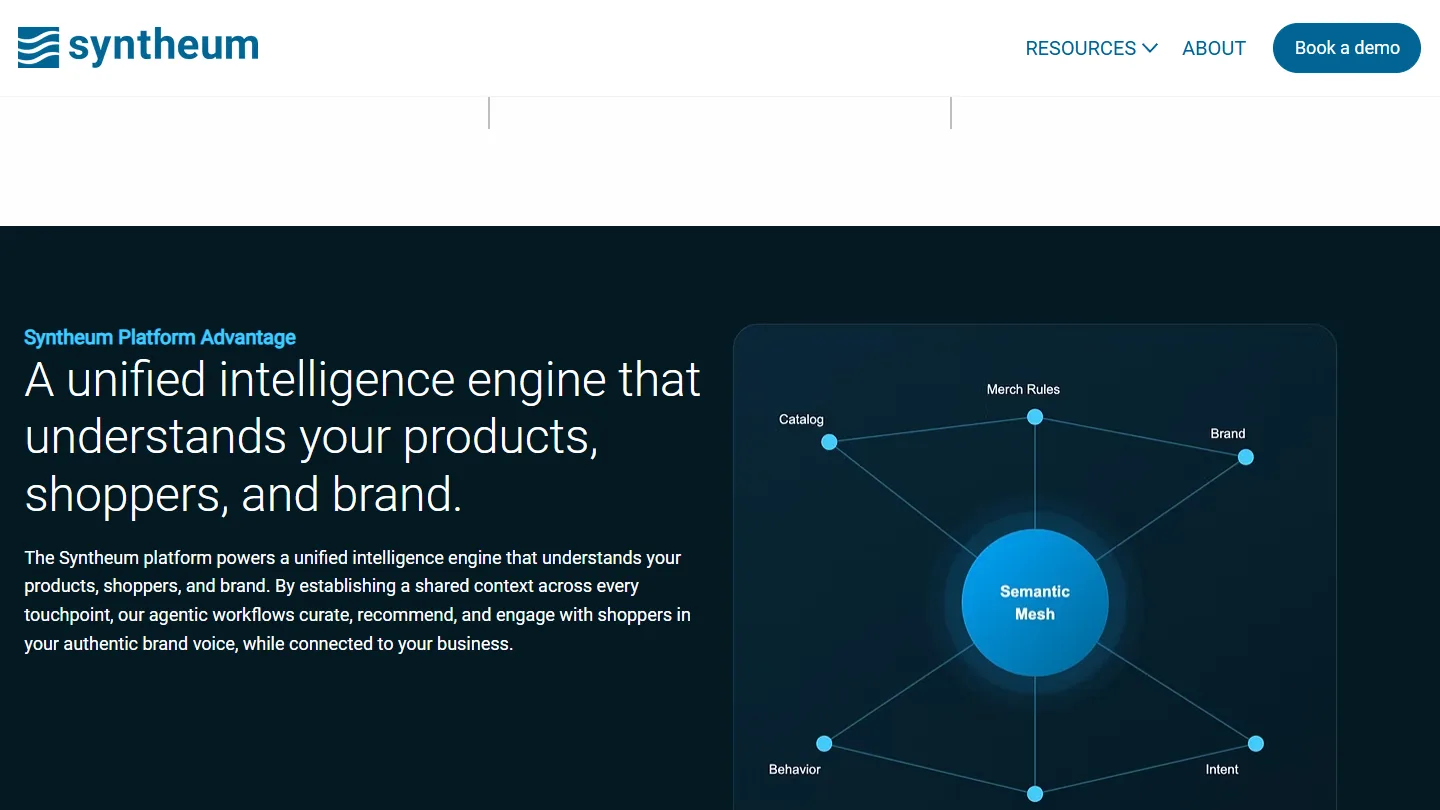 syntheum
RESOURCES
ABOUT
Book a demo
Syntheum Platform Advantage
A unified intelligence engine that
understands your products,
shoppers, and brand.
The Syntheum platform powers a unified intelligence engine that understands your
products, shoppers, and brand. By establishing a shared context across every
touchpoint, our agentic workflows curate, recommend, and engage with shoppers in
your authentic brand voice, while connected to your business.
Merch Rules
Catalog
Brand
Semantic
Mesh
Behavior
Intent